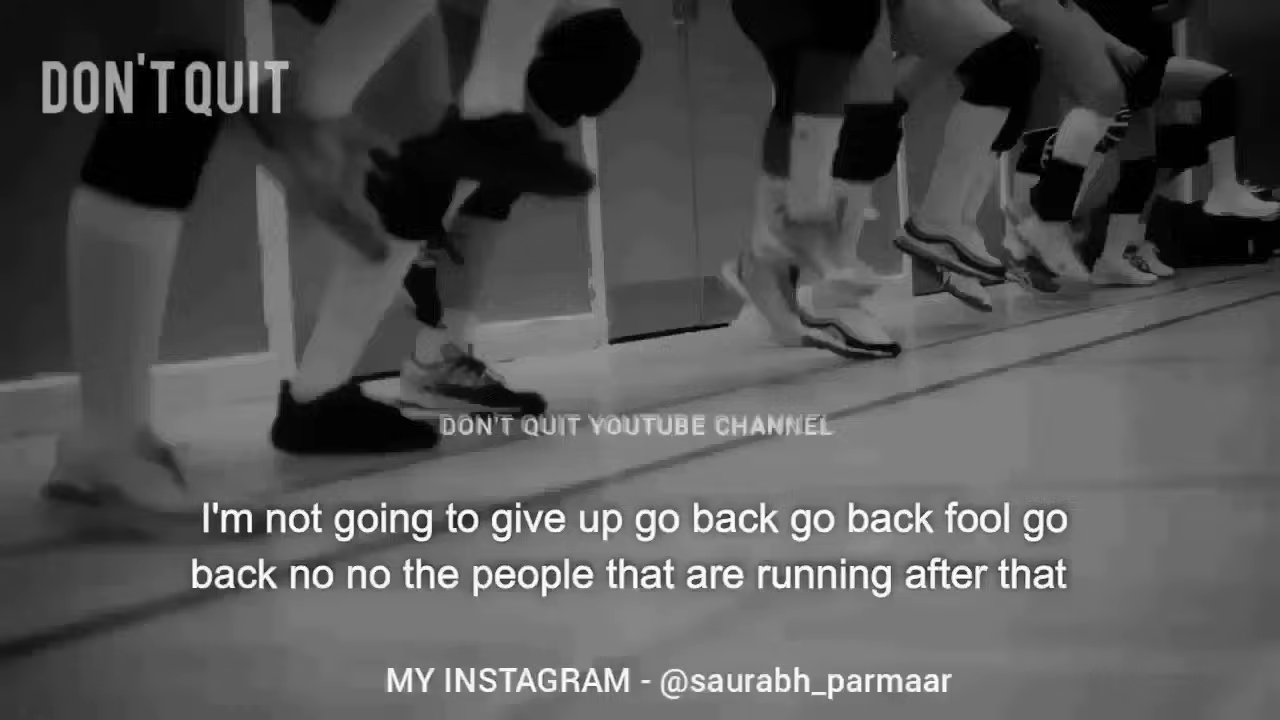 DON'T QUIT
DON'T QUIT YOUTUBE CHANNEL
I'm not going to give up go back go back fool go
back no no the people that are running after that
MY INSTAGRAM - @saurabh_parmaar